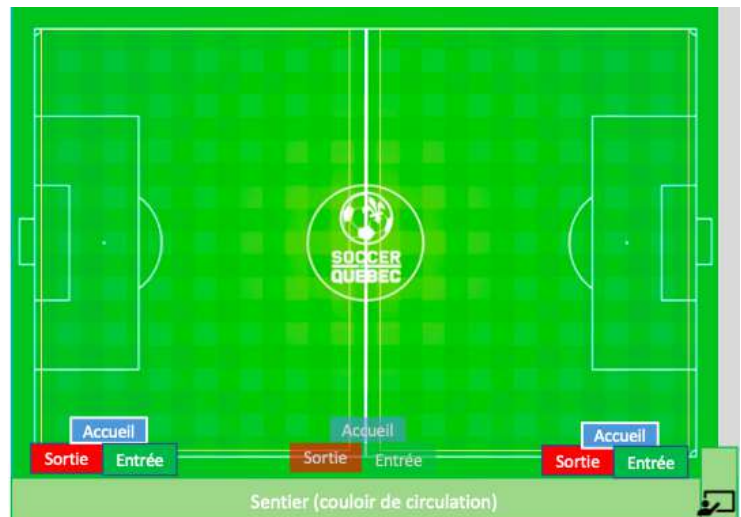 SOCCER
QUEBEC
Accueil
Sortie Entrée
Accueil
Sortie Entrée
Accueil
Sortie Entrée
Sentier (couloir de circulation)